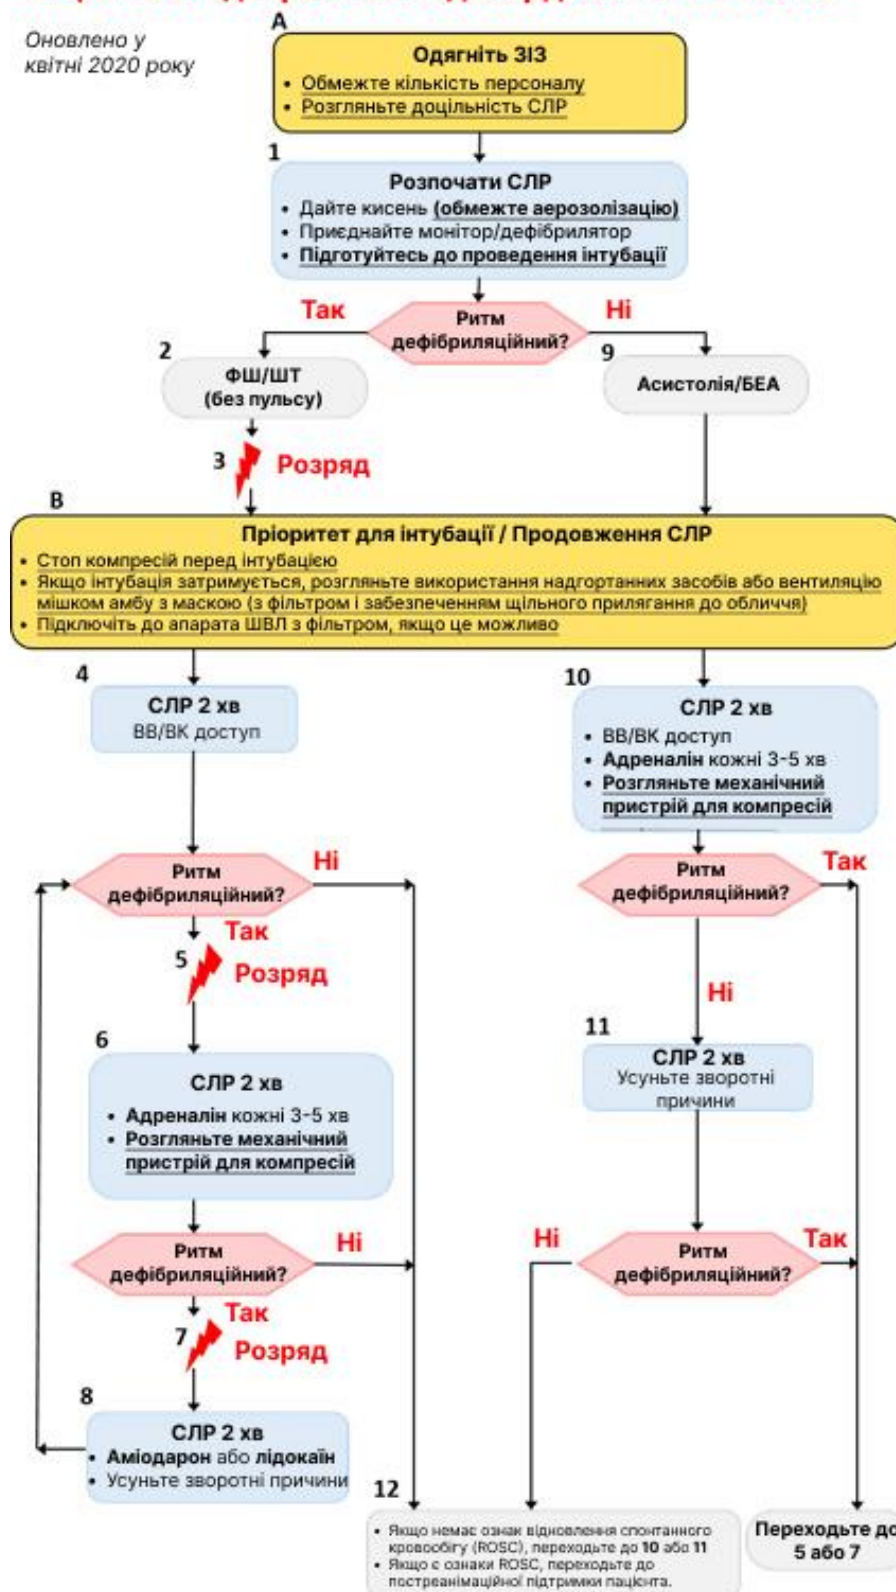 Оновлено у
квітні 2020 року
A
Одягніть ЗІЗ
• Обмежте кількість персоналу
• Розгляньте доцільність СЛР
1
Розпочати СЛР
• Дайте кисень (обмежте аерозолізацію)
• Приєднайте монітор/дефібрилятор
• Підготуйтесь до проведення інтубації
Так
Ритм
дефібриляційний?
Ні
2
ФШ/ШТ
(без пульсу)
9
Асистолія/БЕА
3
Розряд
B
Пріоритет для інтубації / Продовження СЛР
• Стоп компресій перед інтубацією
• Якщо інтубація затримується, розгляньте використання надгортанних засобів або вентиляцію
мішком амбу з маскою (з фільтром і забезпеченням щільного прилягання до обличчя)
• Підключіть до апарата ШВЛ з фільтром, якщо це можливо
4
СЛР 2 хв
ВВ/ВК доступ
10
СЛР 2 хв
• ВВ/ВК доступ
• Адреналін кожні 3-5 хв
• Розгляньте механічний
пристрій для компресій
Ритм
дефібриляційний?
Ні
Ритм
дефібриляційний?
Так
Так
5
Розряд
Ні
6
СЛР 2 хв
• Адреналін кожні 3-5 хв
• Розгляньте механічний
пристрій для компресій
11
СЛР 2 хв
Усуньте зворотні
причини
Ритм
дефібриляційний?
Ні
Ні
Ритм
дефібриляційний?
Так
Так
7
Розряд
8
СЛР 2 хв
• Аміодарон або лідокаїн
• Усуньте зворотні причини
12
• Якщо немає ознак відновлення спонтанного
кровообігу (ROSC), переходьте до 10 або 11
• Якщо є ознаки ROSC, переходьте до
постреанімаційної підтримки пацієнта.
Переходьте до
5 або 7